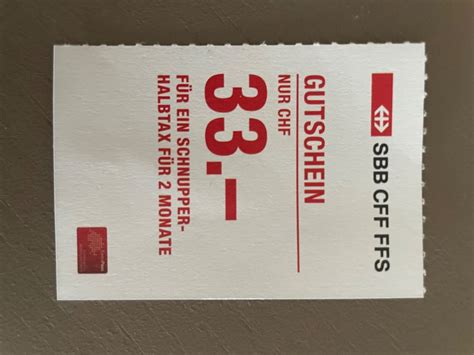 SBB CFF FFS
GUTSCHEIN
NUR CHF
33.–
FÜR EIN SCHNUPPER-
HALBTAX FÜR 2 MONATE